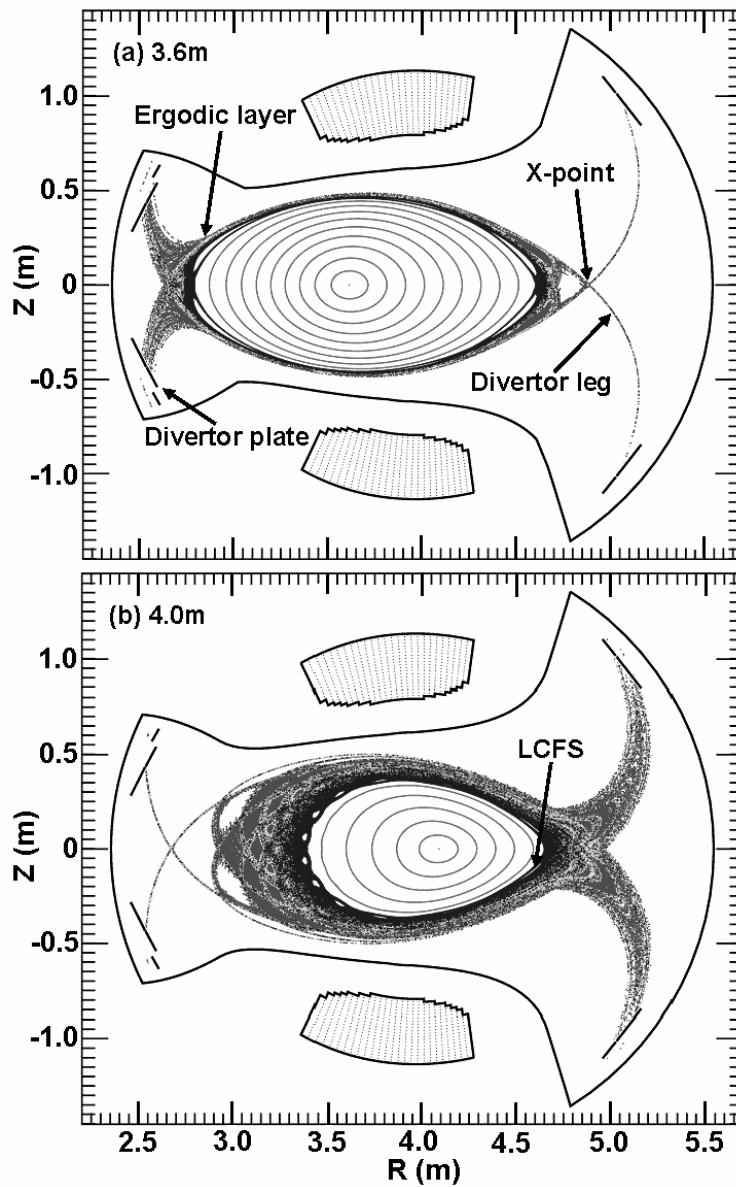 (a) 3.6m
Ergodic layer
X-point
Divertor leg
Divertor plate
Z (m)
1.0
0.5
0
-0.5
-1.0
(b) 4.0m
LCFS
Z (m)
1.0
0.5
0
-0.5
-1.0
2.5 3.0 3.5 4.0 4.5 5.0 5.5
R (m)